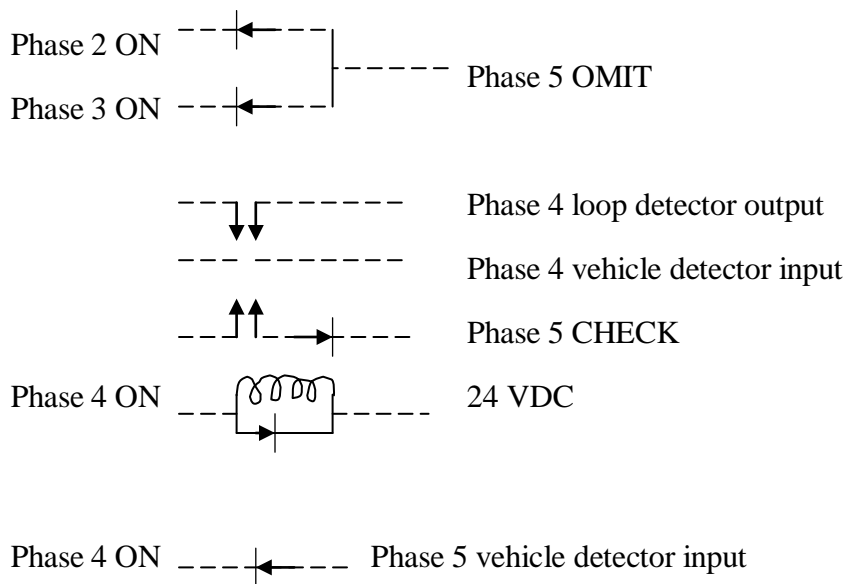 Phase 2 ON
Phase 5 OMIT
Phase 3 ON
Phase 4 loop detector output
Phase 4 vehicle detector input
Phase 5 CHECK
Phase 4 ON 24 VDC
Phase 4 ON Phase 5 vehicle detector input